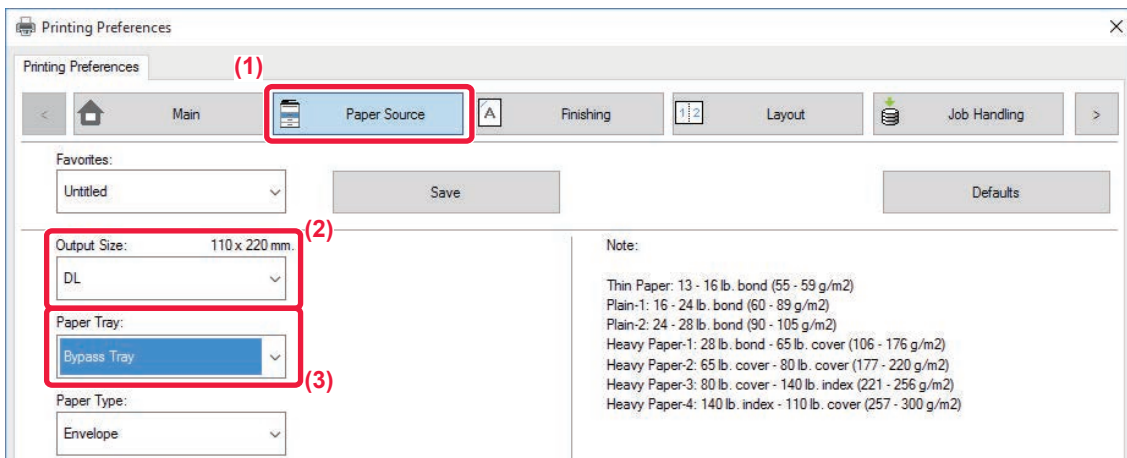 Printing Preferences
Printing Preferences
(1)
< Main Paper Source A Finishing 1 2 Layout Job Handling >
Favorites:
Untitled Save Defaults
(2)
Output Size: 110 x 220 mm.
DL
Paper Tray:
Bypass Tray
(3)
Paper Type:
Envelope
Note:
Thin Paper: 13 - 16 lb. bond (55 - 59 g/m2)
Plain-1: 16 - 24 lb. bond (60 - 89 g/m2)
Plain-2: 24 - 28 lb. bond (90 - 105 g/m2)
Heavy Paper-1: 28 lb. bond - 65 lb. cover (106 - 176 g/m2)
Heavy Paper-2: 65 lb. cover - 80 lb. cover (177 - 220 g/m2)
Heavy Paper-3: 80 lb. cover - 140 lb. index (221 - 256 g/m2)
Heavy Paper-4: 140 lb. index - 110 lb. cover (257 - 300 g/m2)